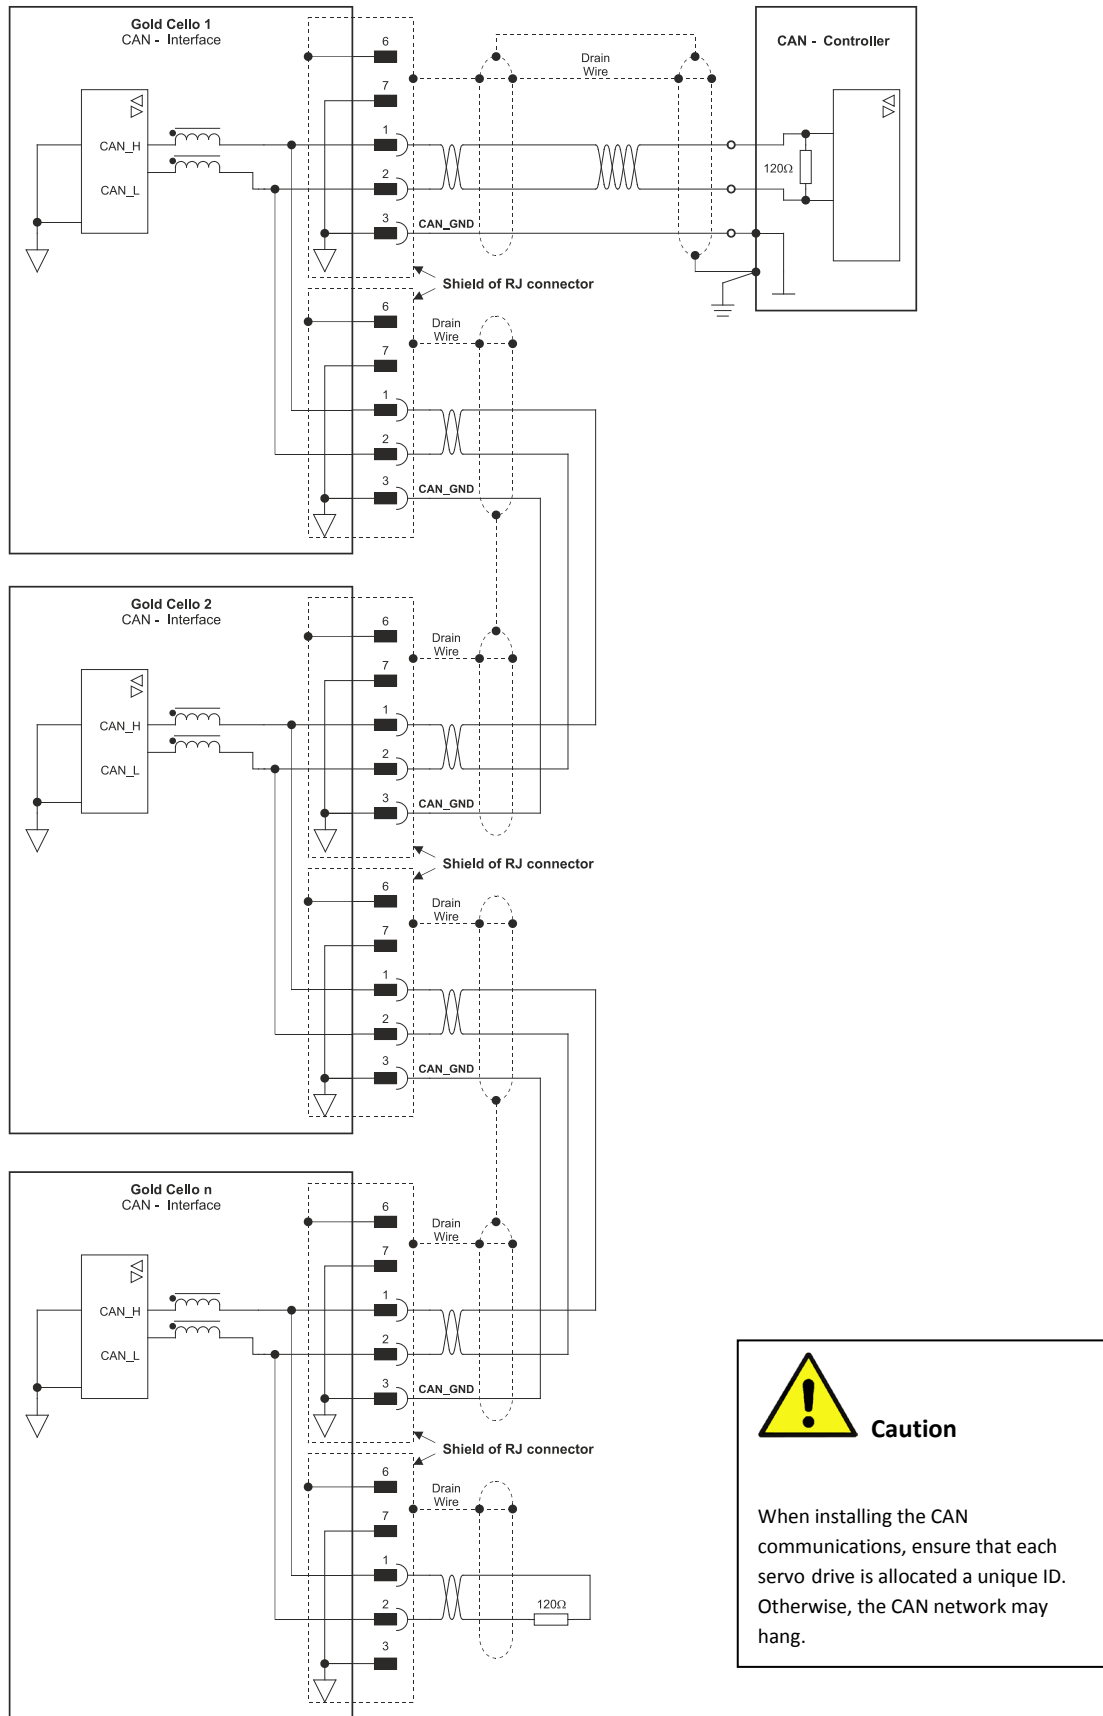 Gold Cello 1
CAN - Interface
CAN_H
CAN_L
6
7
1
2
3
CAN_GND
Drain
Wire
CAN - Controller
120Ω
Shield of RJ connector
6
7
1
2
3
Drain
Wire
CAN_GND
Gold Cello 2
CAN - Interface
CAN_H
CAN_L
6
7
1
2
3
Drain
Wire
CAN_GND
Shield of RJ connector
6
7
1
2
3
Drain
Wire
CAN_GND
Gold Cello n
CAN - Interface
CAN_H
CAN_L
6
7
1
2
3
Drain
Wire
CAN_GND
Shield of RJ connector
6
7
1
2
3
Drain
Wire
120Ω
Caution
When installing the CAN
communications, ensure that each
servo drive is allocated a unique ID.
Otherwise, the CAN network may
hang.